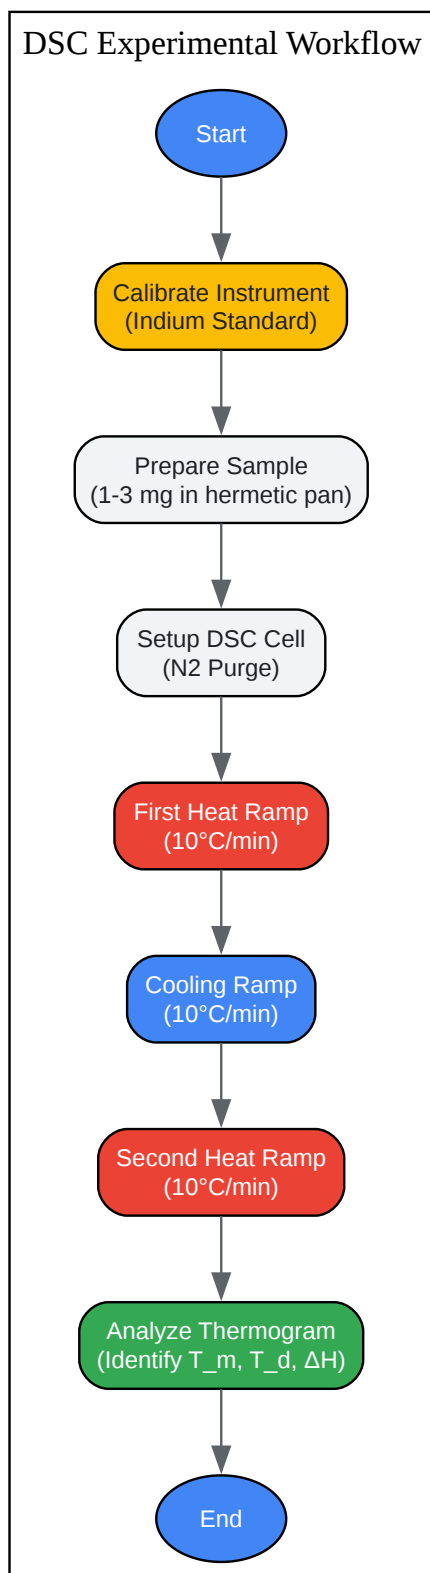 DSC Experimental Workflow
Start
Calibrate Instrument
(Indium Standard)
Prepare Sample
(1-3 mg in hermetic pan)
Setup DSC Cell
(N2 Purge)
First Heat Ramp
(10°C/min)
Cooling Ramp
(10°C/min)
Second Heat Ramp
(10°C/min)
Analyze Thermogram
(Identify T_m, T_d, ΔH)
End